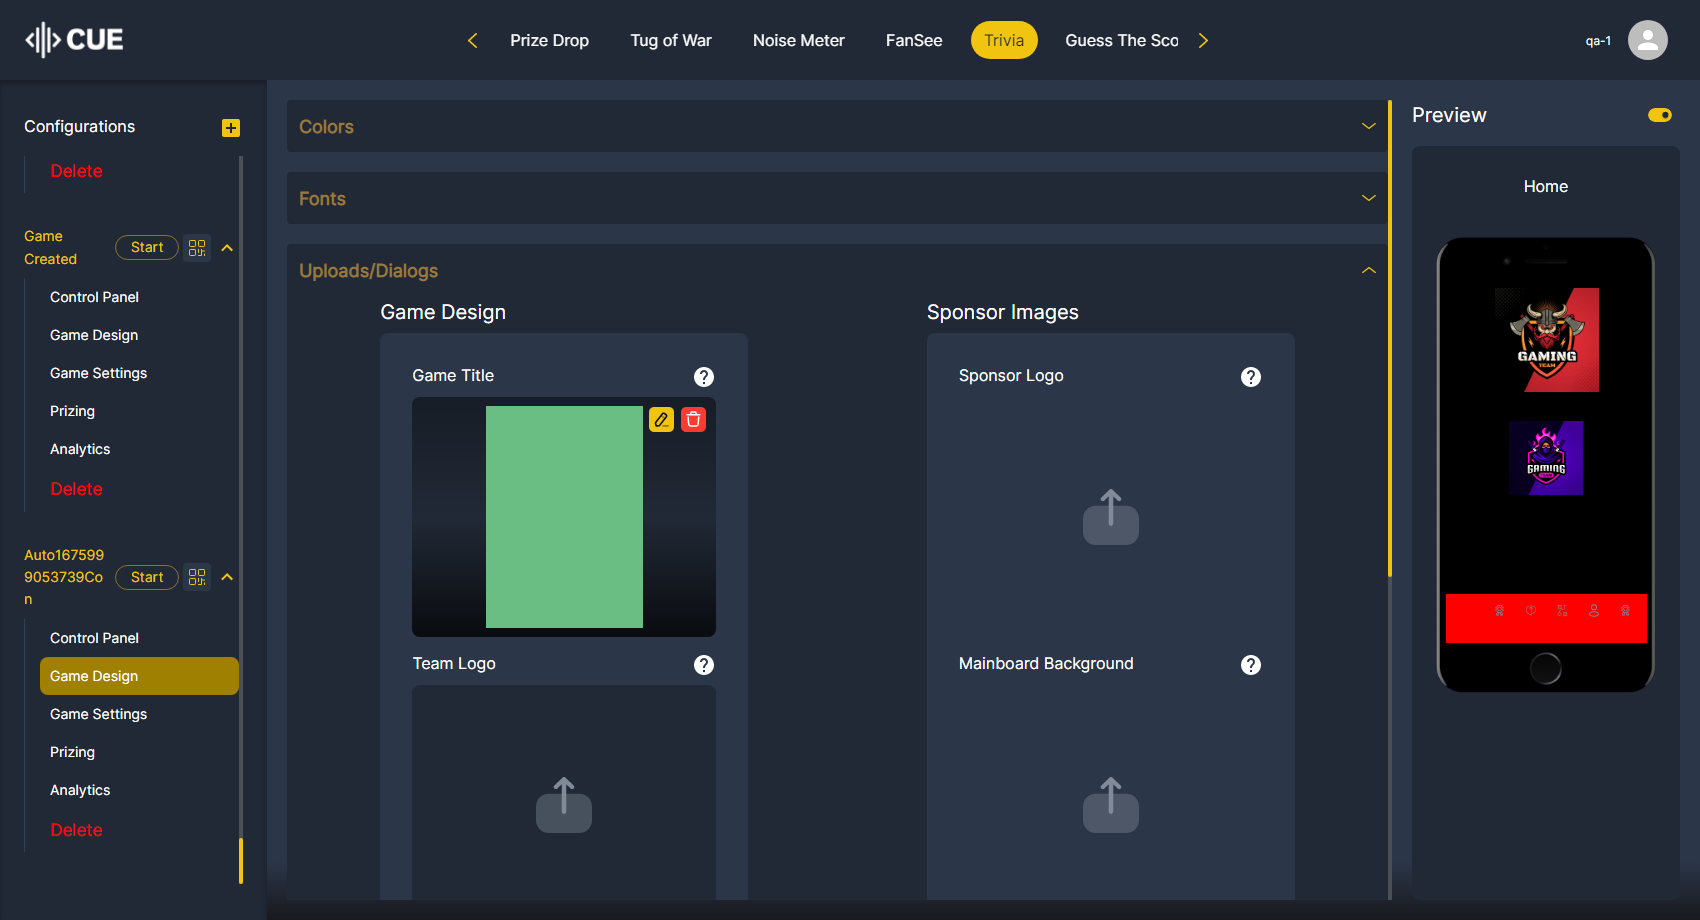 CUE
Prize Drop
Tug of War
Noise Meter
FanSee
Trivia
Guess The Sco
qa-1
Configurations
Delete
Game
Created
Start
Control Panel
Game Design
Game Settings
Prizing
Analytics
Delete
Auto167599
9053739Co
n
Start
Control Panel
Game Design
Game Settings
Prizing
Analytics
Delete
Colors
Fonts
Uploads/Dialogs
Game Design
Game Title
Team Logo
Sponsor Images
Sponsor Logo
Mainboard Background
Preview
Home
GAMING
TEAM
GAMING